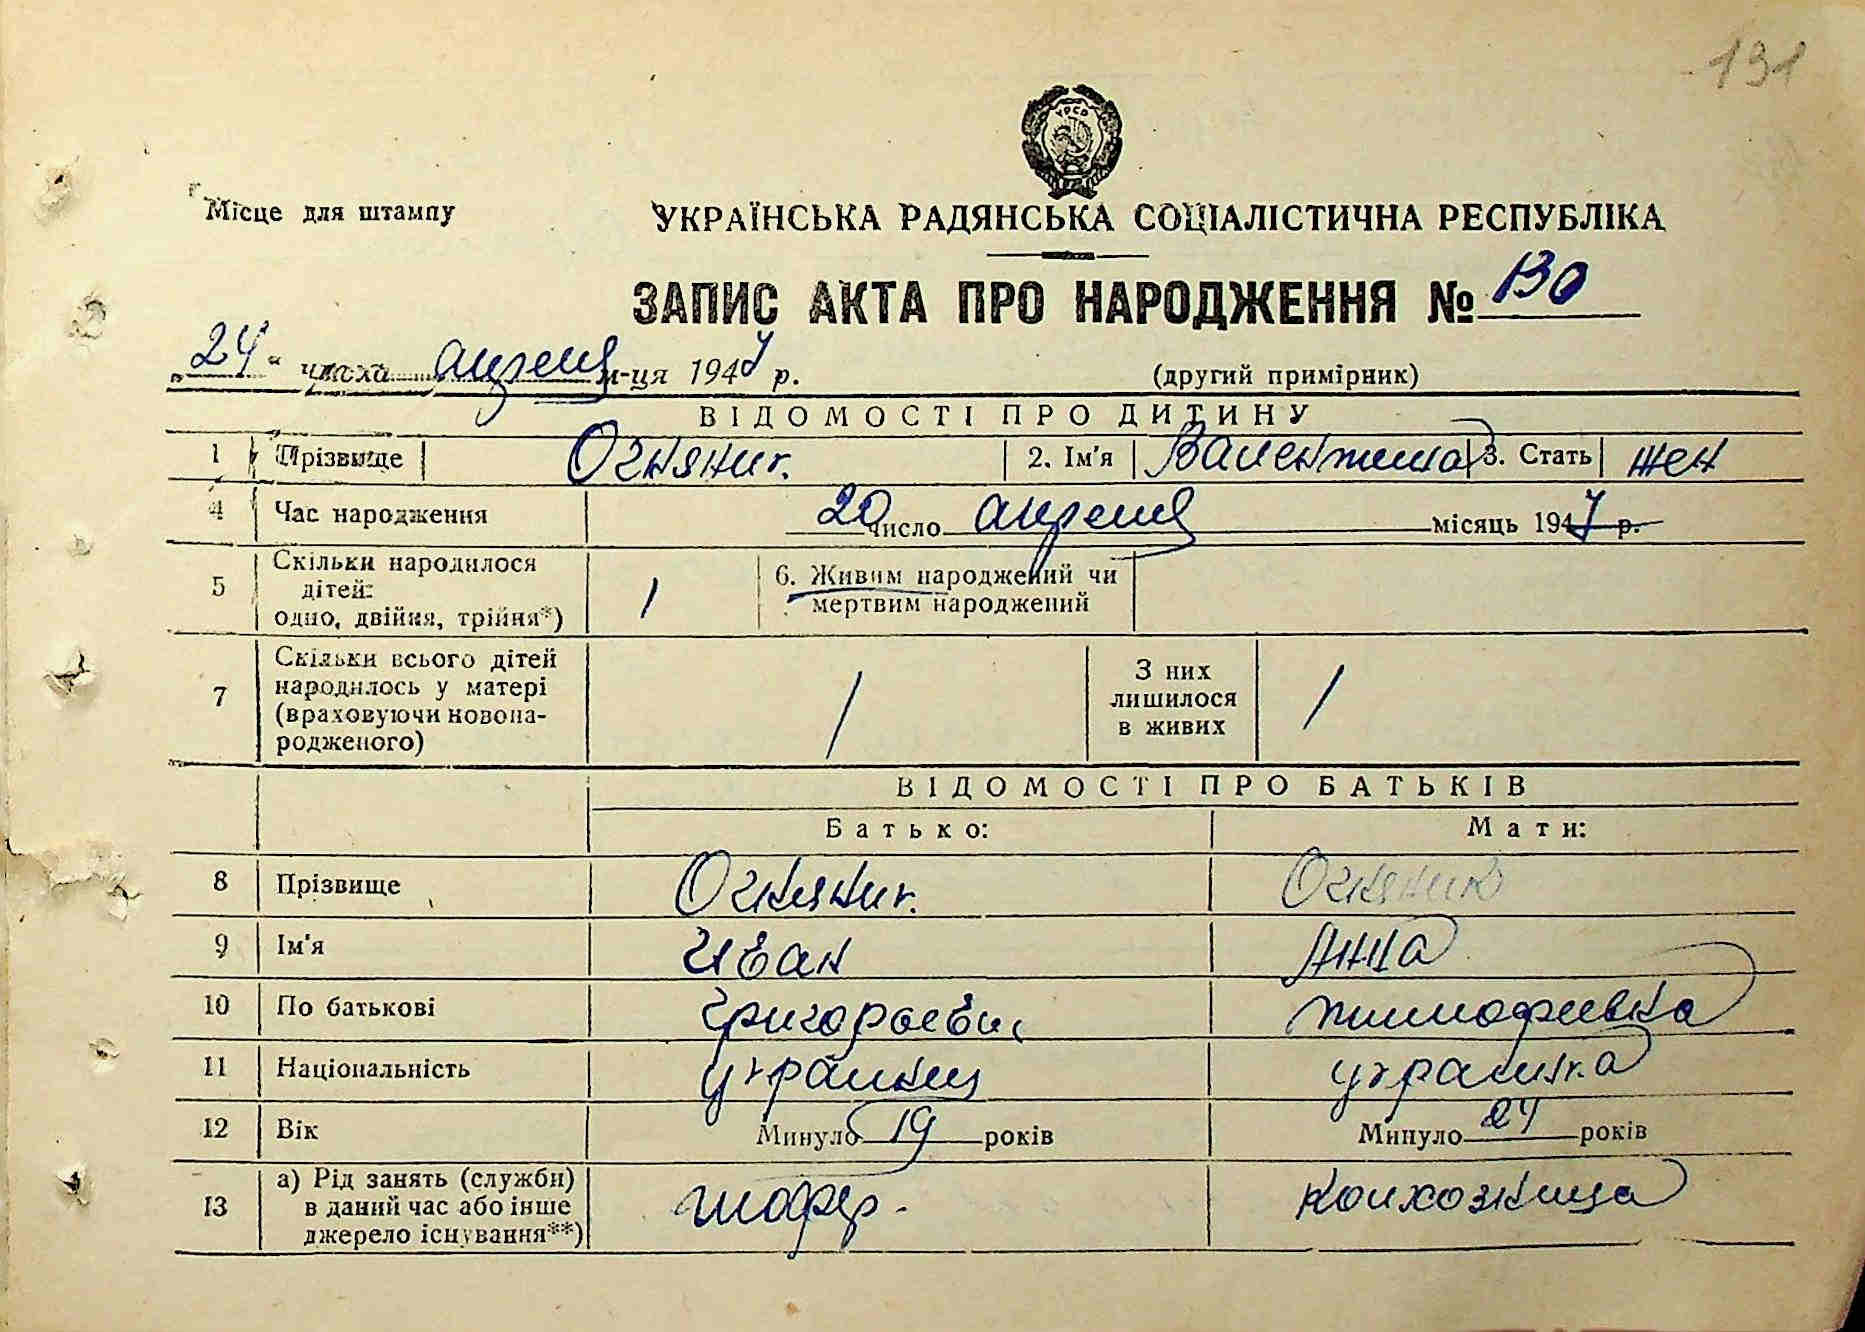 191
УРСР
Місце для штампу
УКРАЇНСЬКА РАДЯНСЬКА СОЦІАЛІСТИЧНА РЕСПУБЛІКА
ЗАПИС АКТА ПРО НАРОДЖЕННЯ № 130
„24“ числа апреля м-ця 1947 р. (другий примірник)
ВІДОМОСТІ ПРО ДИТИНУ
1 Прізвище Огняник 2. Ім'я Валентина 3. Стать жен
4 Час народження 20 число апреля місяць 1947 р.
5 Скільки народилося дітей: одно, двійня, трійня*) 1 6. Живим народжений чи мертвим народжений
7 Скільки всього дітей народилось у матері (враховуючи новонародженого) 1 З них лишилося в живих 1
ВІДОМОСТІ ПРО БАТЬКІВ
Батько: Мати:
8 Прізвище Огняник Огняник
9 Ім'я Иван Анна
10 По батькові Григорьевич Тимофеевна
11 Національність украинец украинка
12 Вік Минуло 19 років Минуло 24 років
13 а) Рід занять (служби) в даний час або інше джерело існування**) шофер. колхозница